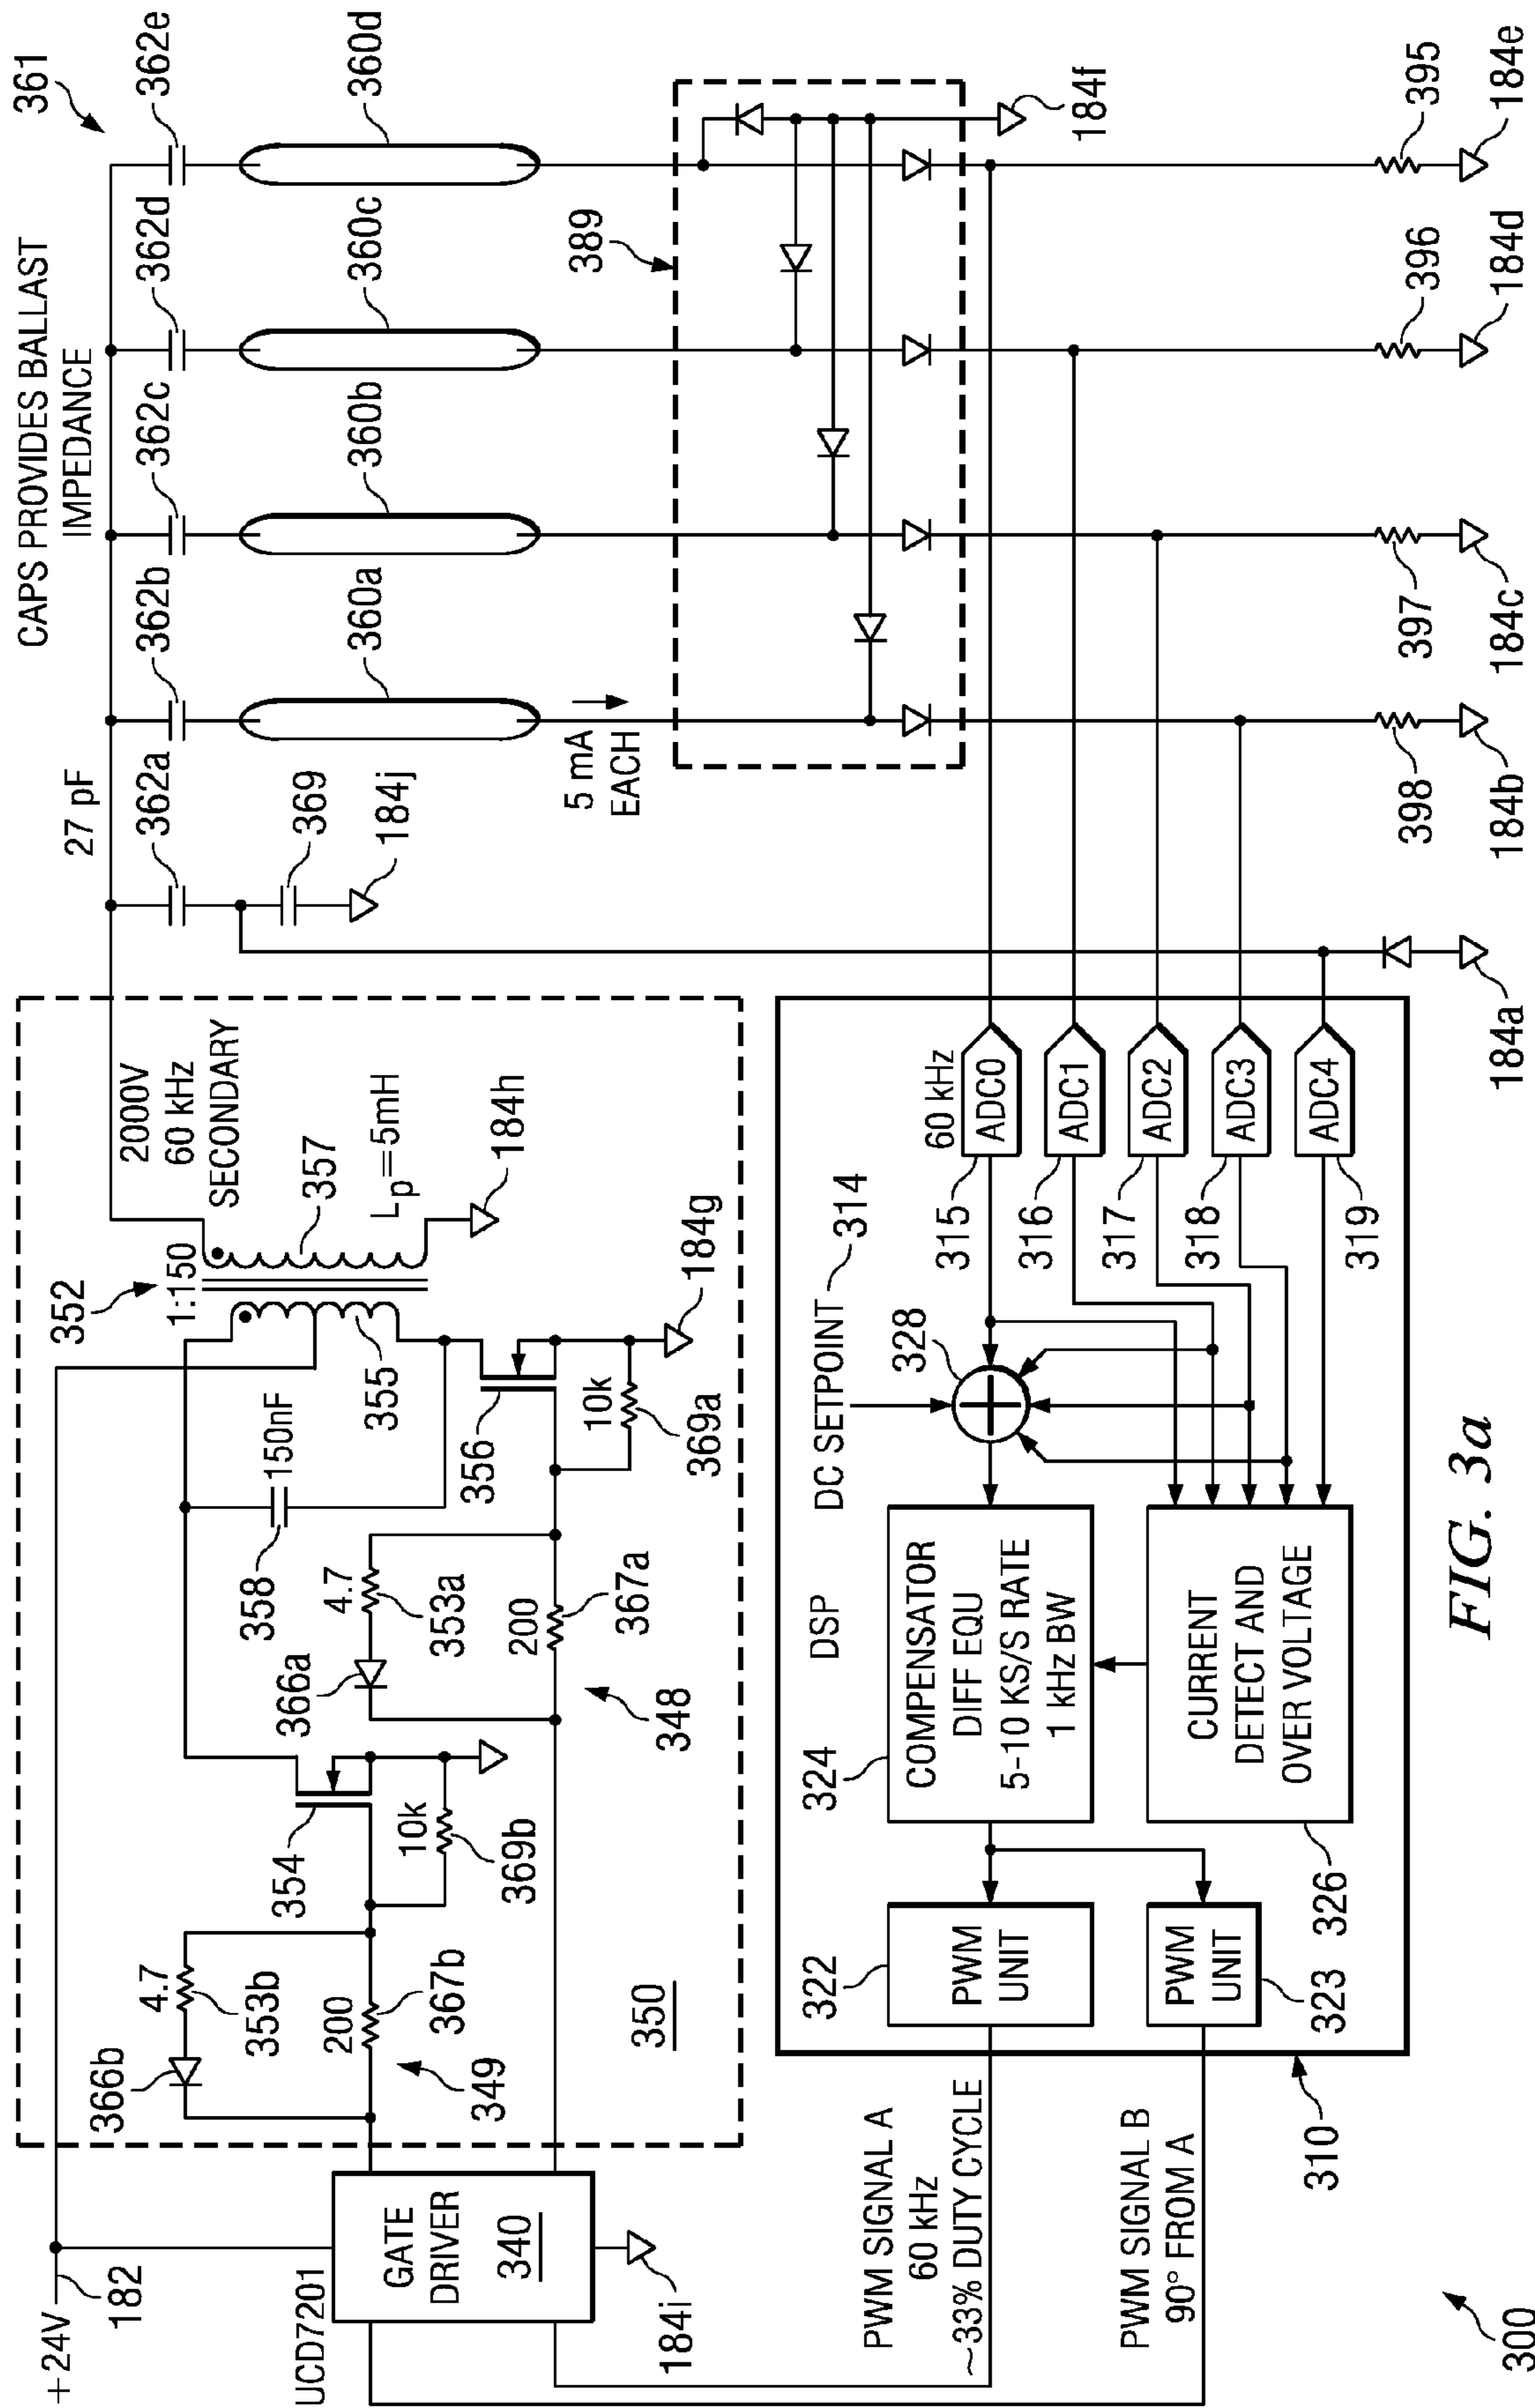 +24V
182
UCD7201
GATE
DRIVER
340
184i
366b
4.7
353b
200
367b
349
350
354
10k
369b
366a
4.7
353a
200
367a
348
358
150nF
356
10k
369a
184g
355
352
1:150
357
2000V
60 kHz
SECONDARY
Lp=5mH
184h
27 pF
362a
369
184j
CAPS PROVIDES BALLAST
IMPEDANCE
361
362b
362c
362d
362e
360a
360b
360c
360d
5 mA
EACH
389
184f
398
397
396
395
184a
184b
184c
184d
184e
PWM SIGNAL A
60 kHz
~33% DUTY CYCLE
PWM SIGNAL B
90° FROM A
310
322
PWM
UNIT
PWM
UNIT
323
DSP
324
COMPENSATOR
DIFF EQU
5-10 KS/S RATE
1 kHz BW
CURRENT
DETECT AND
OVER VOLTAGE
326
DC SETPOINT
314
328
315
316
317
318
319
60 kHz
ADC0
ADC1
ADC2
ADC3
ADC4
300
FIG. 3a